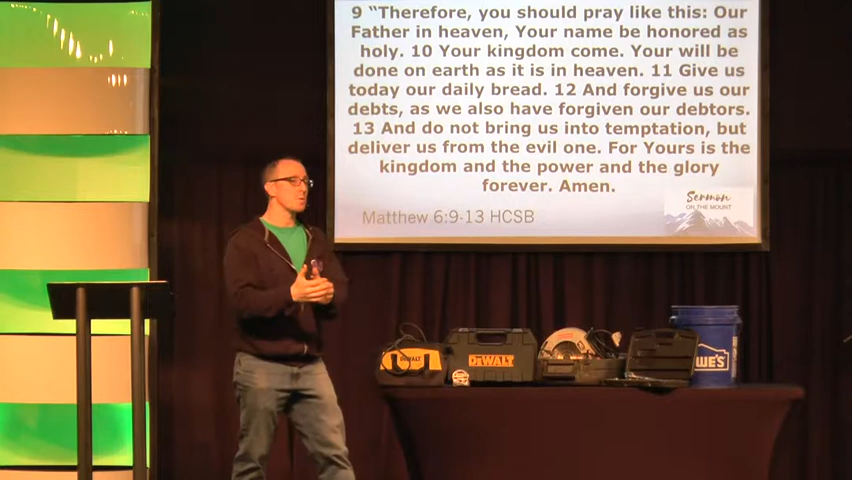 9 “Therefore, you should pray like this: Our
Father in heaven, Your name be honored as
holy. 10 Your kingdom come. Your will be
done on earth as it is in heaven. 11 Give us
today our daily bread. 12 And forgive us our
debts, as we also have forgiven our debtors.
13 And do not bring us into temptation, but
deliver us from the evil one. For Yours is the
kingdom and the power and the glory
forever. Amen.
Sermon
ON THE MOUNT
Matthew 6:9-13 HCSB
DEWALT
DEWALT
WE'S